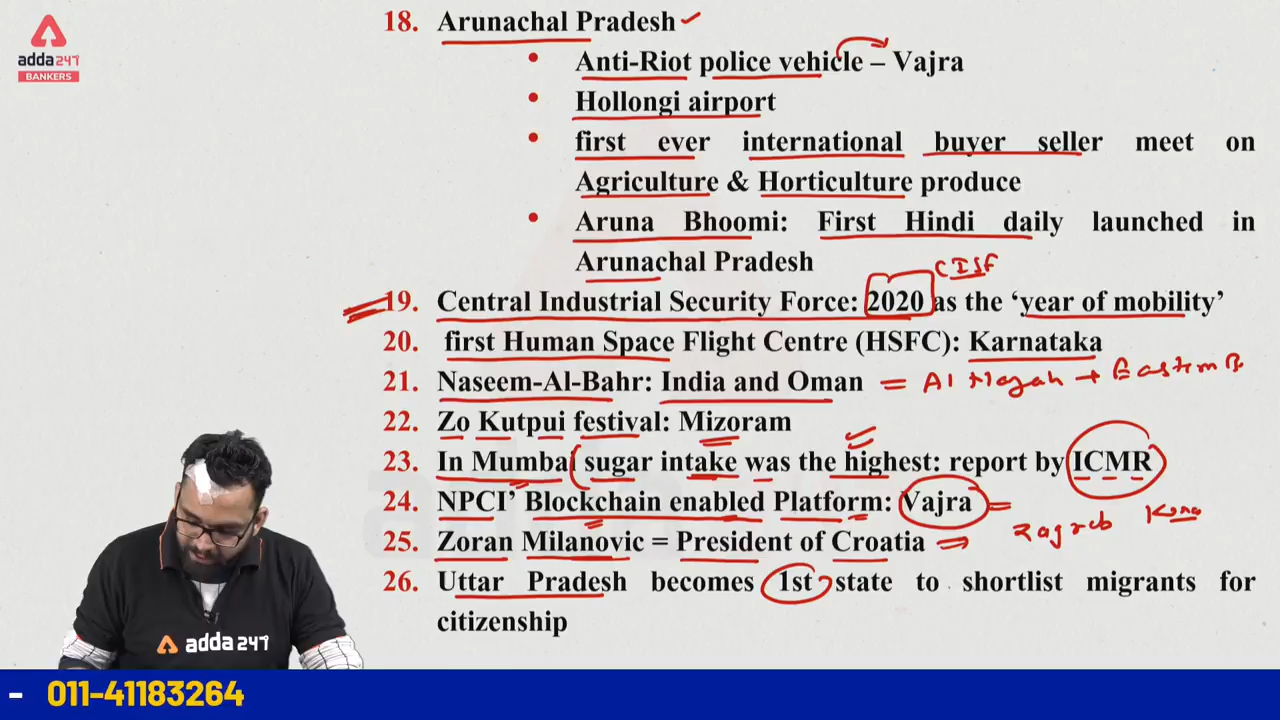 18. Arunachal Pradesh
• Anti-Riot police vehicle – Vajra
• Hollongi airport
• first ever international buyer seller meet on
Agriculture & Horticulture produce
• Aruna Bhoomi: First Hindi daily launched in
Arunachal Pradesh
CISF
19. Central Industrial Security Force: 2020 as the ‘year of mobility’
20. first Human Space Flight Centre (HSFC): Karnataka
21. Naseem-Al-Bahr: India and Oman = Al
22. Zo Kutpui festival: Mizoram
23. In Mumbai sugar intake was the highest: report by ICMR
24. NPCI’ Blockchain enabled Platform: Vajra =
Zagreb Kuna
25. Zoran Milanovic = President of Croatia
26. Uttar Pradesh becomes 1st state to shortlist migrants for
citizenship
adda247
BANKERS
adda247
- 011-41183264